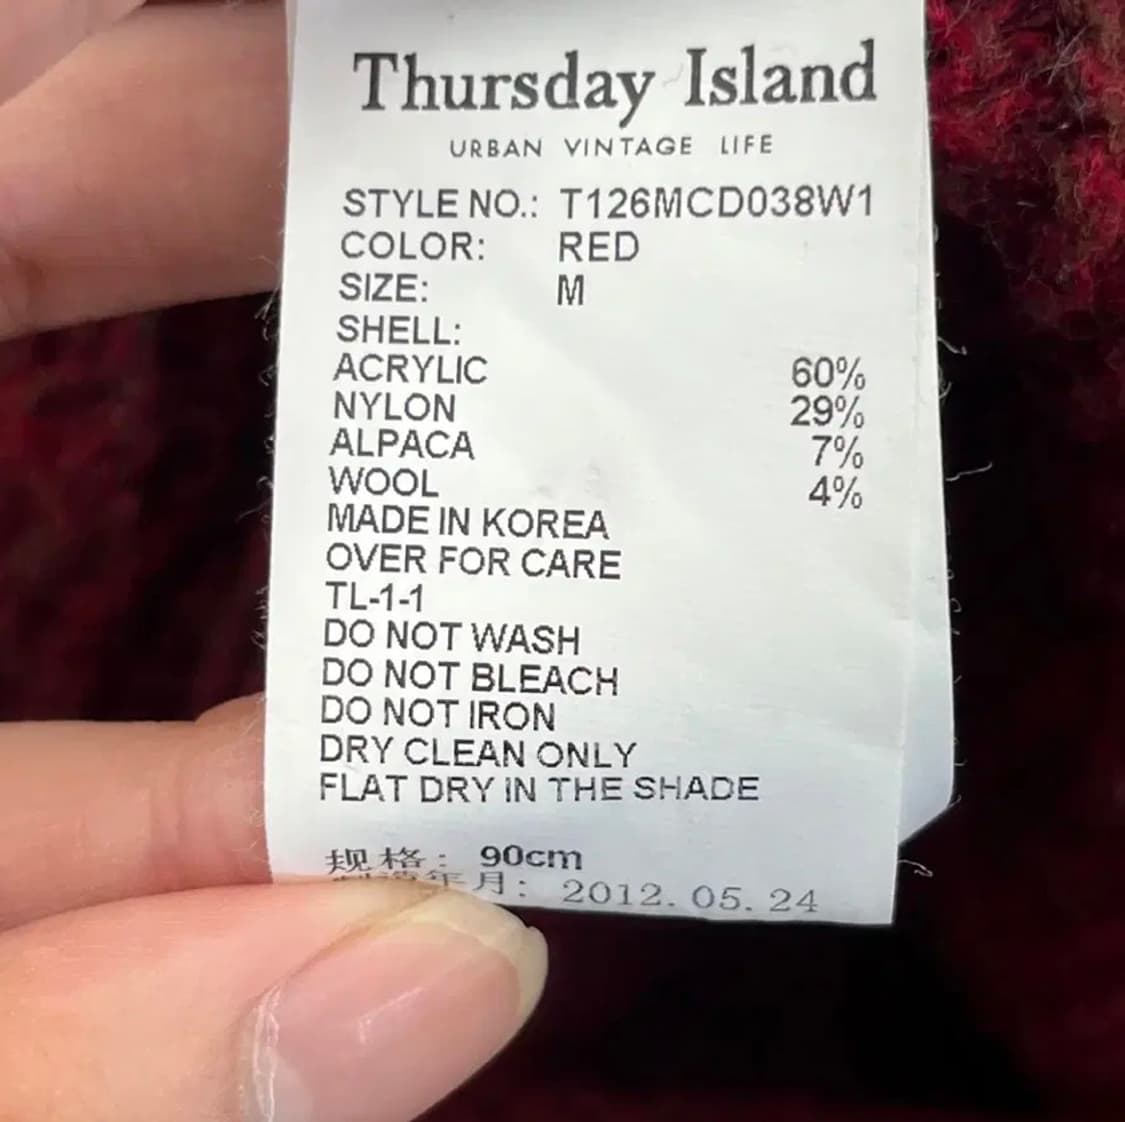 Thursday Island
URBAN VINTAGE LIFE
STYLE NO.: T126MCD038W1
COLOR: RED
SIZE: M
SHELL:
ACRYLIC 60%
NYLON 29%
ALPACA 7%
WOOL 4%
MADE IN KOREA
OVER FOR CARE
TL-1-1
DO NOT WASH
DO NOT BLEACH
DO NOT IRON
DRY CLEAN ONLY
FLAT DRY IN THE SHADE
规格: 90cm
年月: 2012. 05. 24